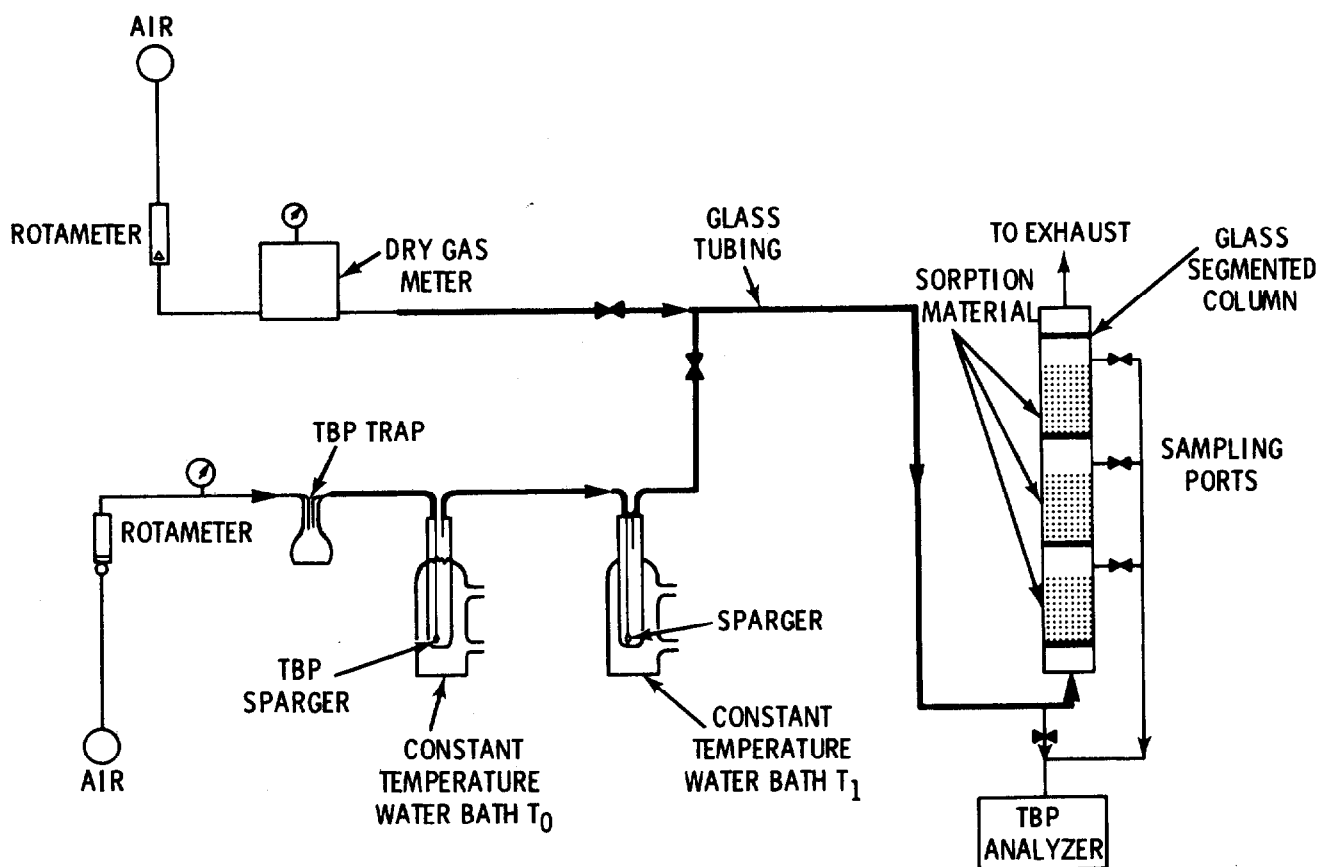 AIR
ROTAMETER
DRY GAS
METER
GLASS
TUBING
TO EXHAUST
GLASS
SEGMENTED
COLUMN
SORPTION
MATERIAL
TBP TRAP
ROTAMETER
SAMPLING
PORTS
SPARGER
TBP
SPARGER
AIR
CONSTANT
TEMPERATURE
WATER BATH T0
CONSTANT
TEMPERATURE
WATER BATH T1
TBP
ANALYZER